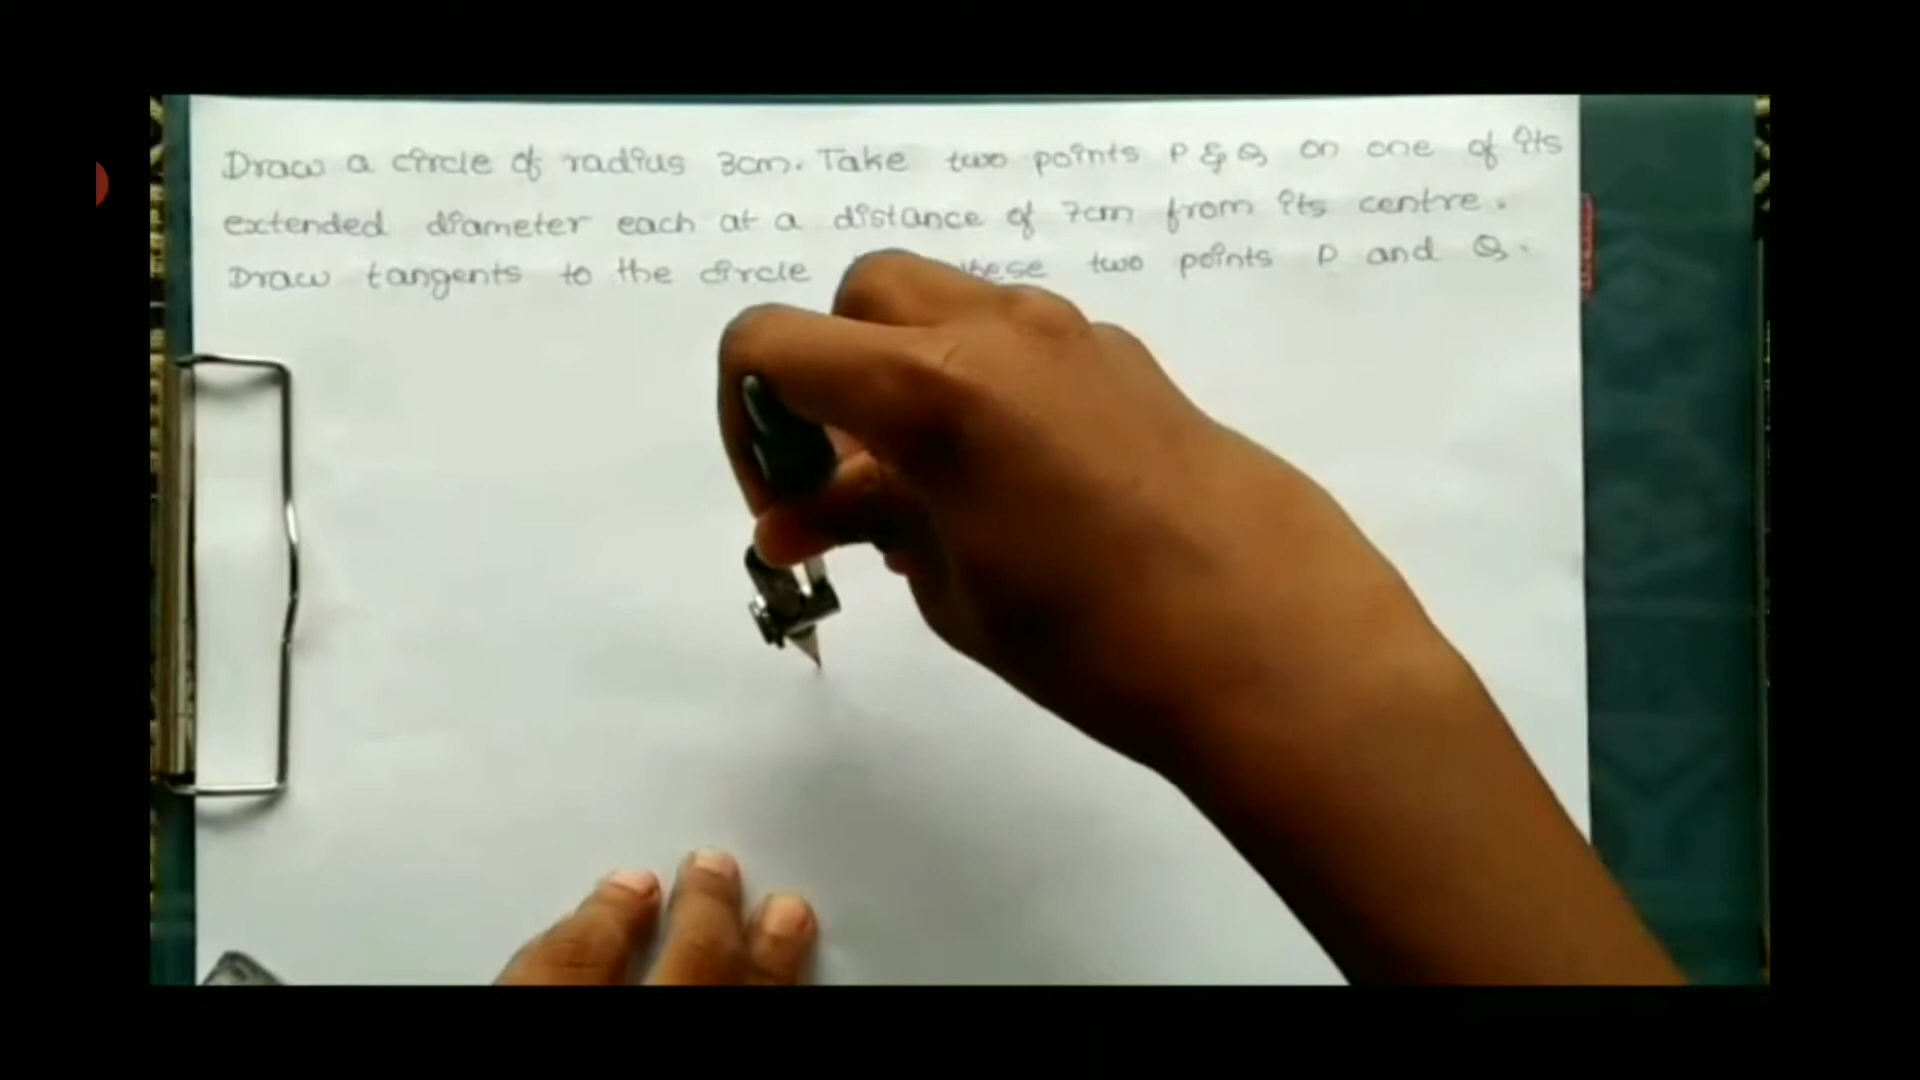 Draw a circle of radius 3cm. Take two points P & Q on one of its
extended diameter each at a distance of 7cm from its centre.
Draw tangents to the circle these two points P and Q.